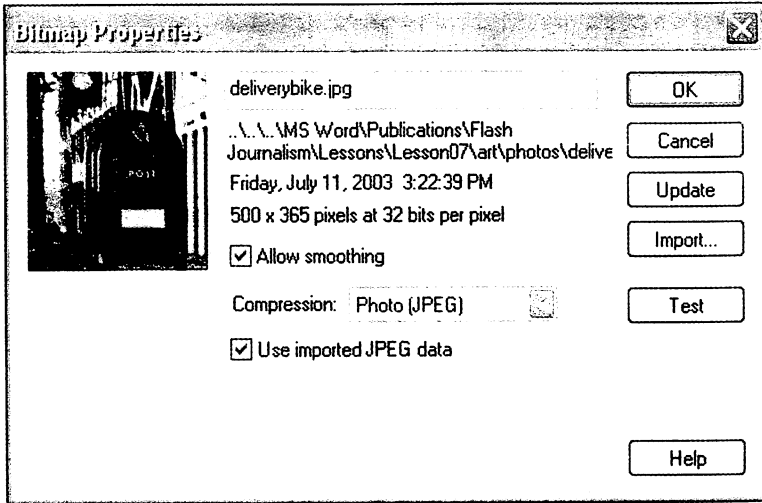 Bitmap Properties
POST
deliverybike.jpg
..\..\..\MS Word\Publications\Flash
Journalism\Lessons\Lesson07\art\photos\delive
Friday, July 11, 2003 3:22:39 PM
500 x 365 pixels at 32 bits per pixel
Allow smoothing
Compression: Photo (JPEG)
Use imported JPEG data
OK
Cancel
Update
Import...
Test
Help